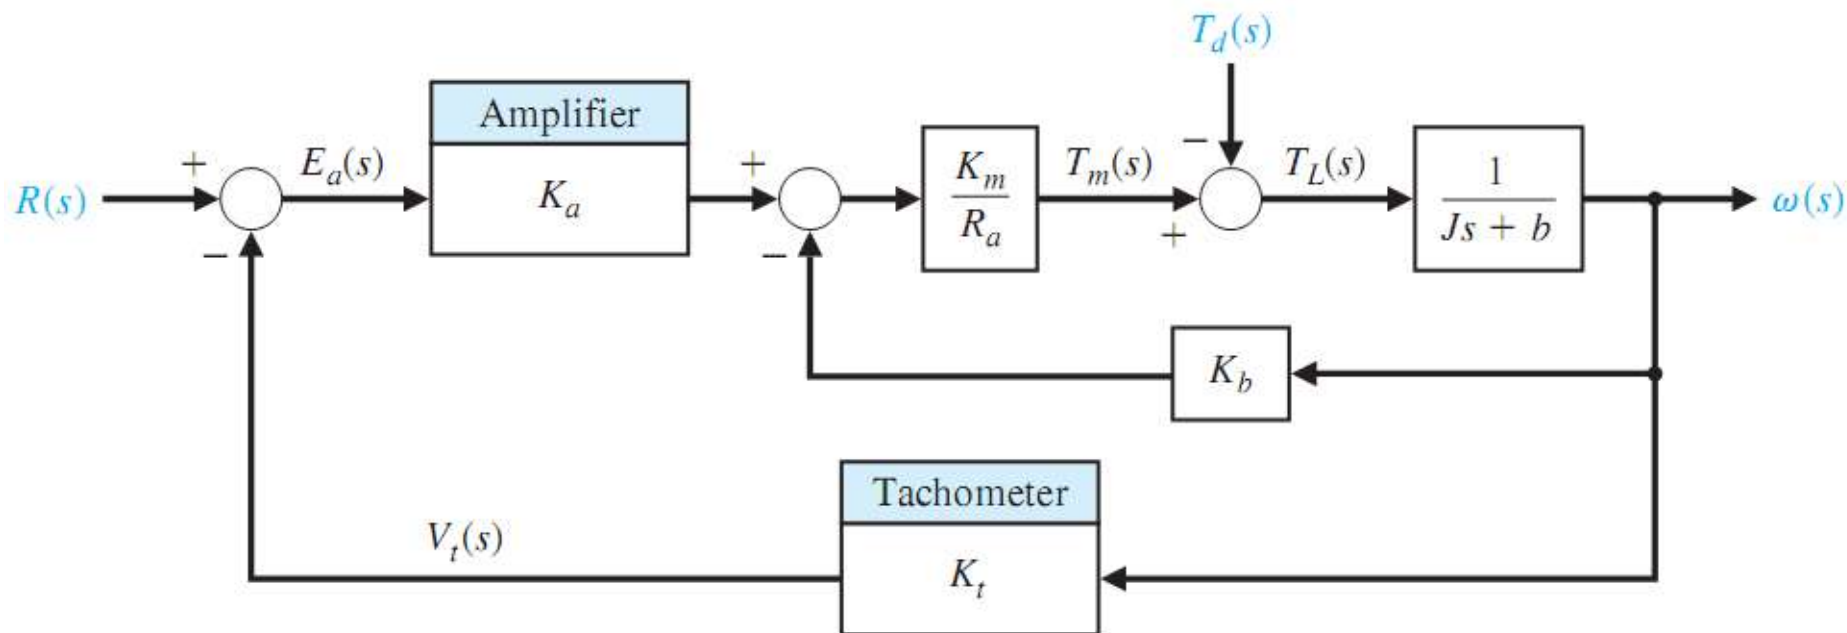 T_d(s)
Amplifier
R(s)
+
−
E_a(s)
K_a
+
−
K_m
R_a
T_m(s)
−
+
T_L(s)
1
Js + b
ω(s)
K_b
Tachometer
K_t
V_t(s)